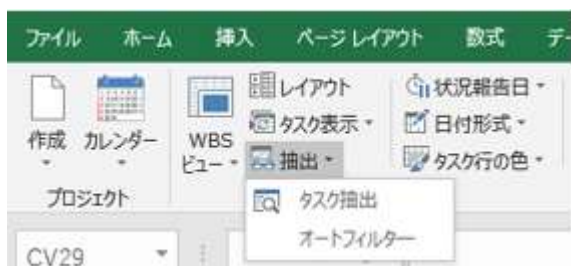 ファイル ホーム 挿入 ページ レイアウト 数式 デー
作成 カレンダー WBS ビュー
レイアウト
タスク表示
抽出
状況報告日
日付形式
タスク行の色
プロジェクト
タスク抽出
オートフィルター
CV29